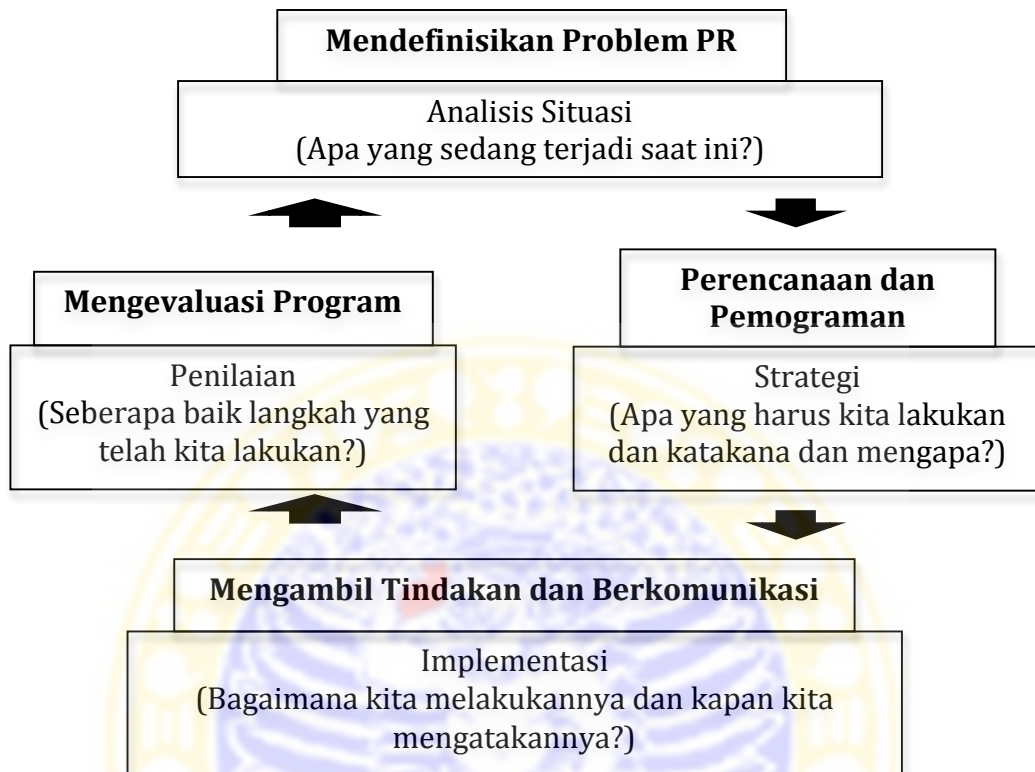 Mendefinisikan Problem PR
Analisis Situasi
(Apa yang sedang terjadi saat ini?)
Mengevaluasi Program
Penilaian
(Seberapa baik langkah yang
telah kita lakukan?)
Perencanaan dan
Pemograman
Strategi
(Apa yang harus kita lakukan
dan katakana dan mengapa?)
Mengambil Tindakan dan Berkomunikasi
Implementasi
(Bagaimana kita melakukannya dan kapan kita
mengatakannya?)